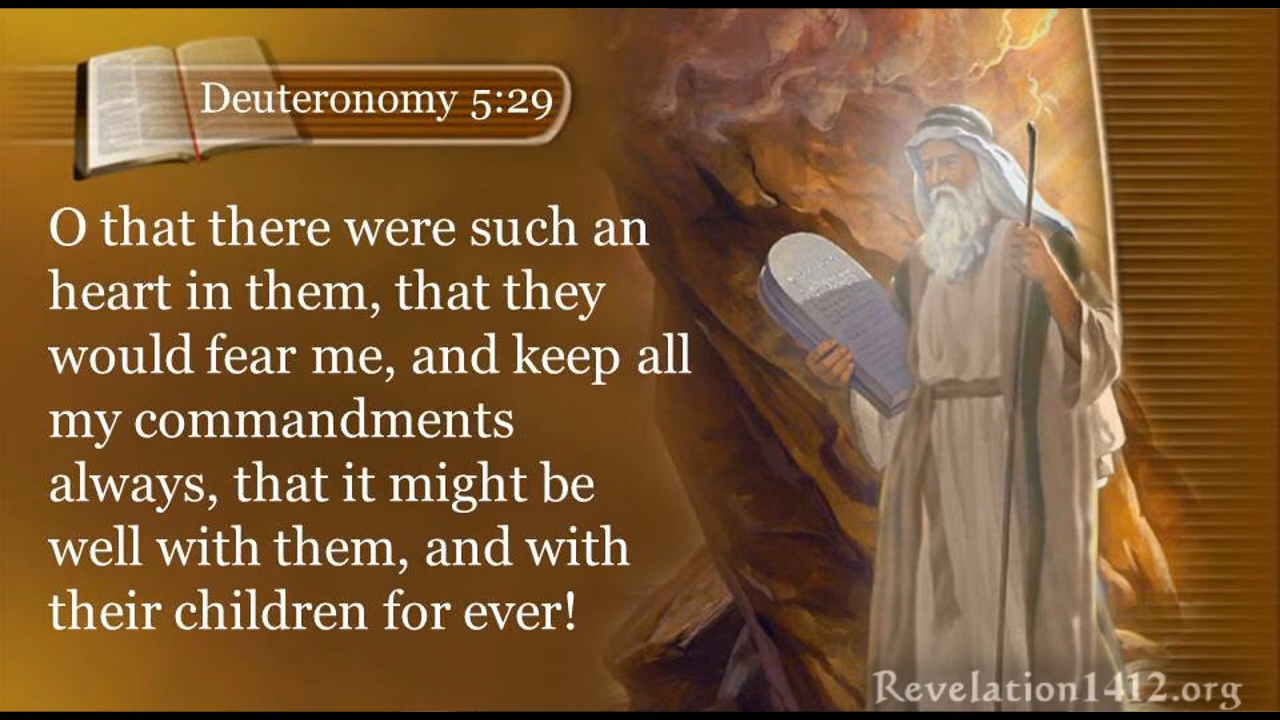 Deuteronomy 5:29
O that there were such an
heart in them, that they
would fear me, and keep all
my commandments
always, that it might be
well with them, and with
their children for ever!
Revelation1412.org